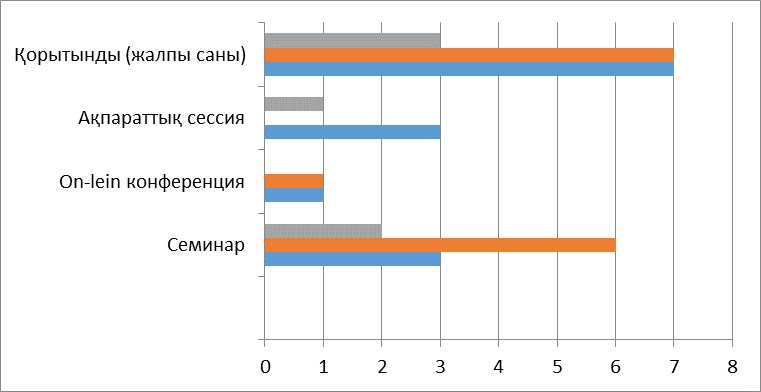 Қорытынды (жалпы саны)
Ақпараттық сессия
On-lein конференция
Семинар
0 1 2 3 4 5 6 7 8